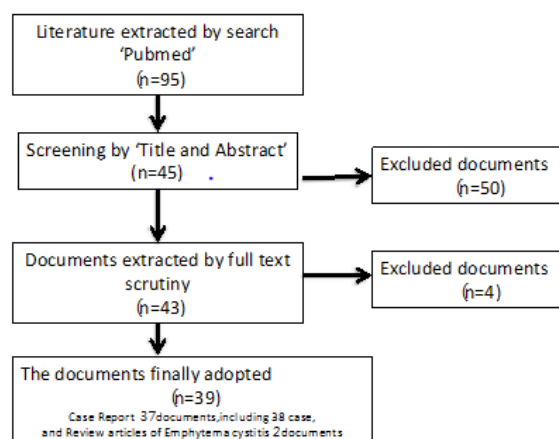 Literature extracted by search
‘Pubmed’
(n=95)
Screening by ‘Title and Abstract’
(n=45)
Excluded documents
(n=50)
Documents extracted by full text
scrutiny
(n=43)
Excluded documents
(n=4)
The documents finally adopted
(n=39)
Case Report 37documents,including 38 case,
and Review articles of Emphytema cystitis 2documents